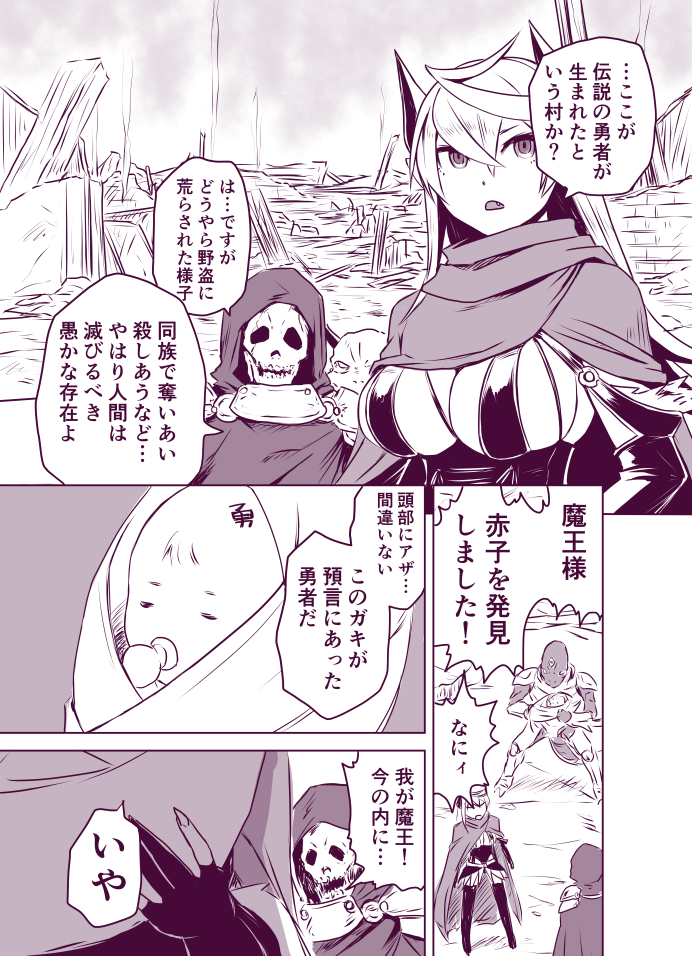 …ここが
伝説の勇者が
生まれたと
いう村か?
は…ですが
どうやら野盗に
荒らされた様子
同族で奪いあい
殺しあうなど…
やはり人間は
滅びるべき
愚かな存在よ
魔王様
赤子を発見
しました!
なにィ
頭部にアザ…
間違いない
このガキが
預言にあった
勇者だ
勇
我が魔王!
今の内に…
いや